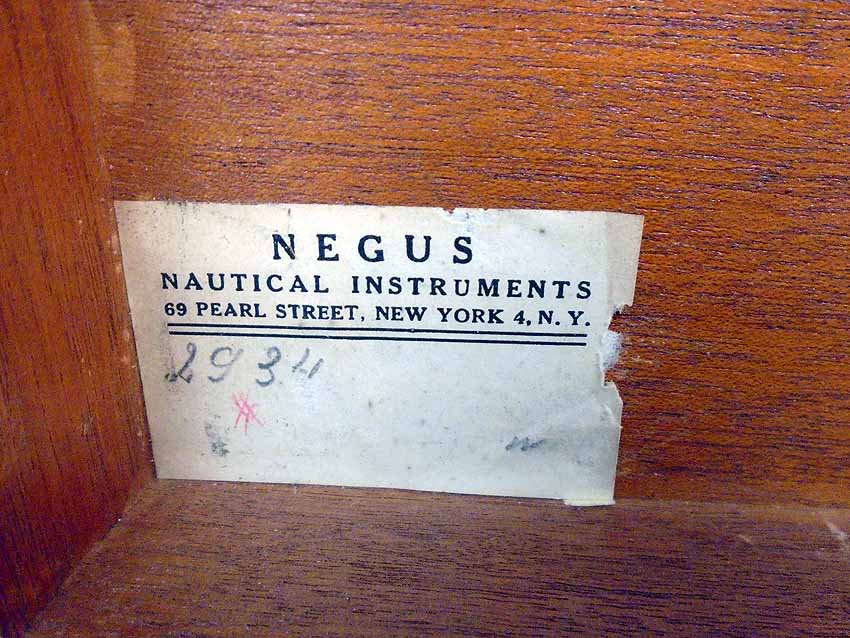 NEGUS
NAUTICAL INSTRUMENTS
69 PEARL STREET, NEW YORK 4, N. Y.
2934